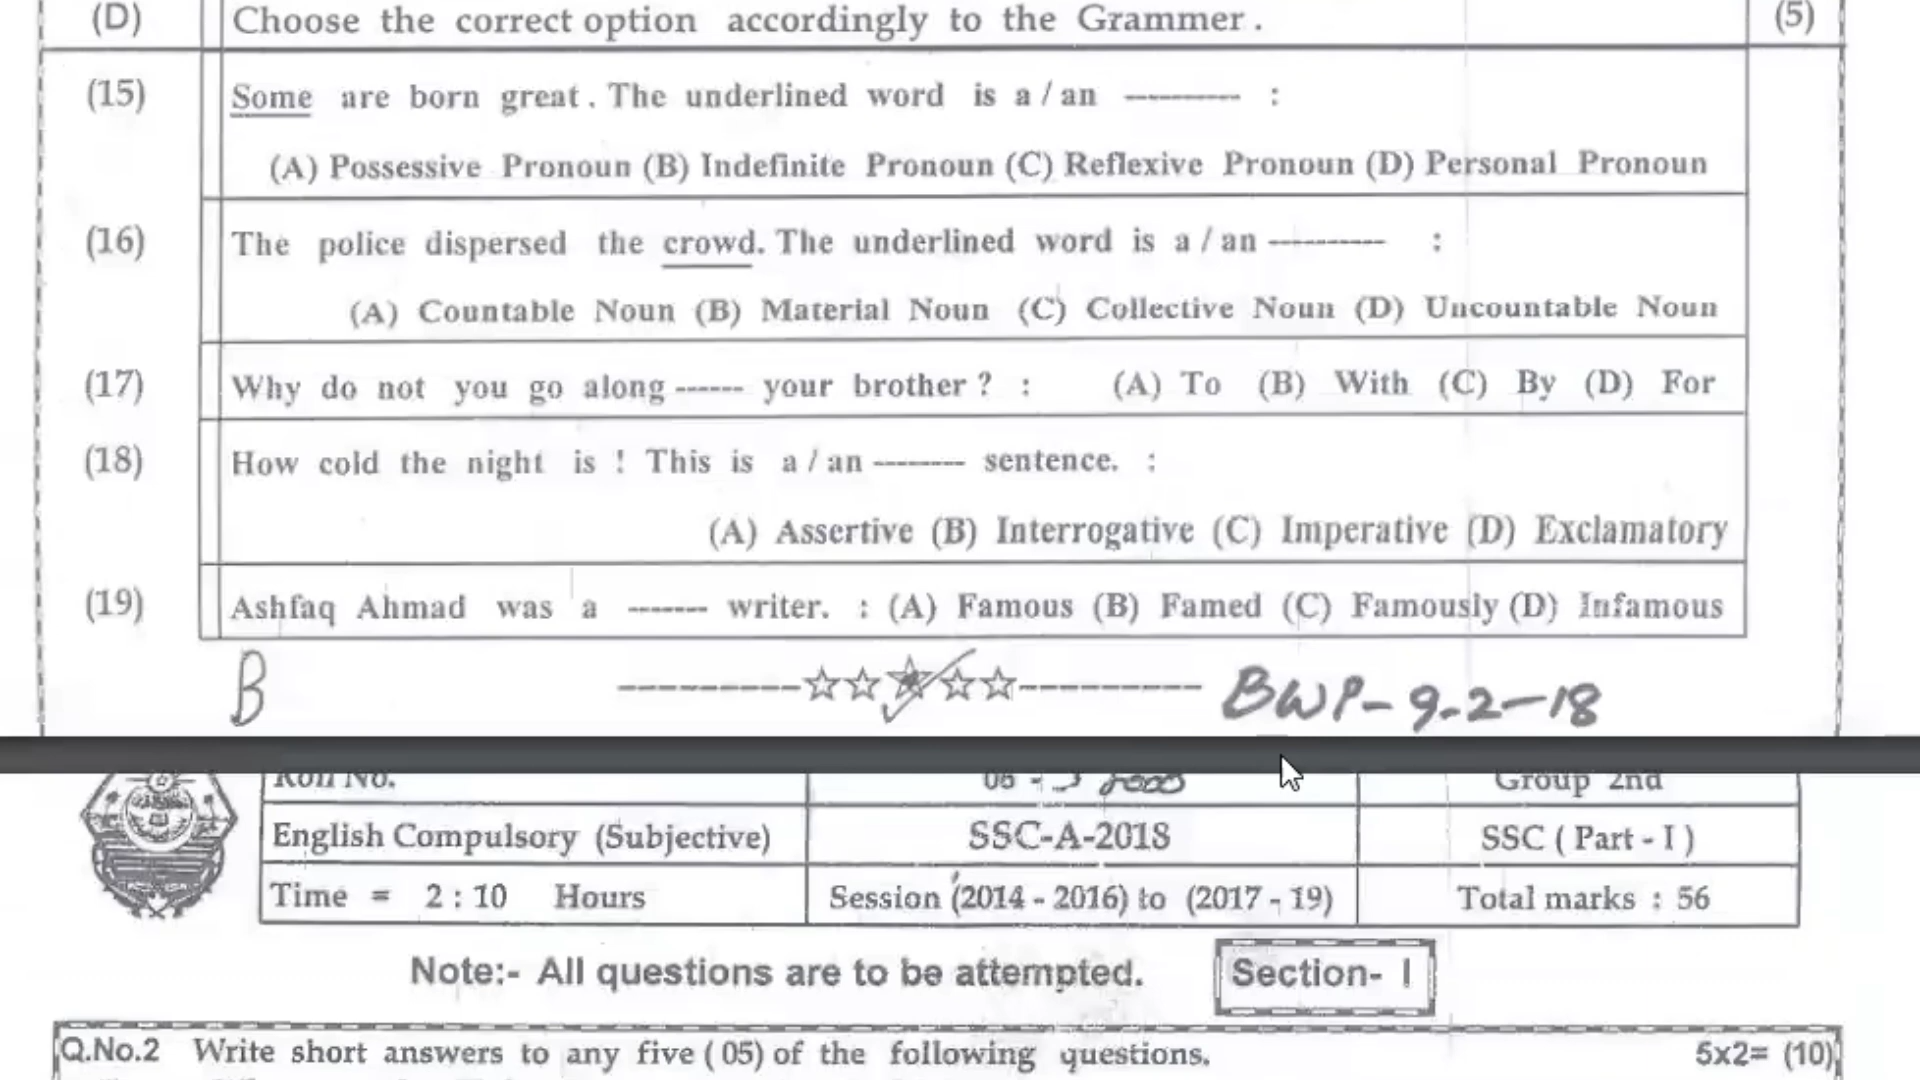 (D) Choose the correct option accordingly to the Grammer. (5)
(15) Some are born great. The underlined word is a / an ---------- :
(A) Possessive Pronoun (B) Indefinite Pronoun (C) Reflexive Pronoun (D) Personal Pronoun
(16) The police dispersed the crowd. The underlined word is a / an ---------- :
(A) Countable Noun (B) Material Noun (C) Collective Noun (D) Uncountable Noun
(17) Why do not you go along ------ your brother ? : (A) To (B) With (C) By (D) For
(18) How cold the night is ! This is a / an -------- sentence. :
(A) Assertive (B) Interrogative (C) Imperative (D) Exclamatory
(19) Ashfaq Ahmad was a ------- writer. : (A) Famous (B) Famed (C) Famously (D) Infamous
B ---------☆☆☆☆☆--------- BWP-9-2-18
Roll No. Group 2nd
English Compulsory (Subjective) SSC-A-2018 SSC ( Part - I )
Time = 2 : 10 Hours Session (2014 - 2016) to (2017 - 19) Total marks : 56
Note:- All questions are to be attempted. Section- I
Q.No.2 Write short answers to any five ( 05) of the following questions. 5x2= (10)